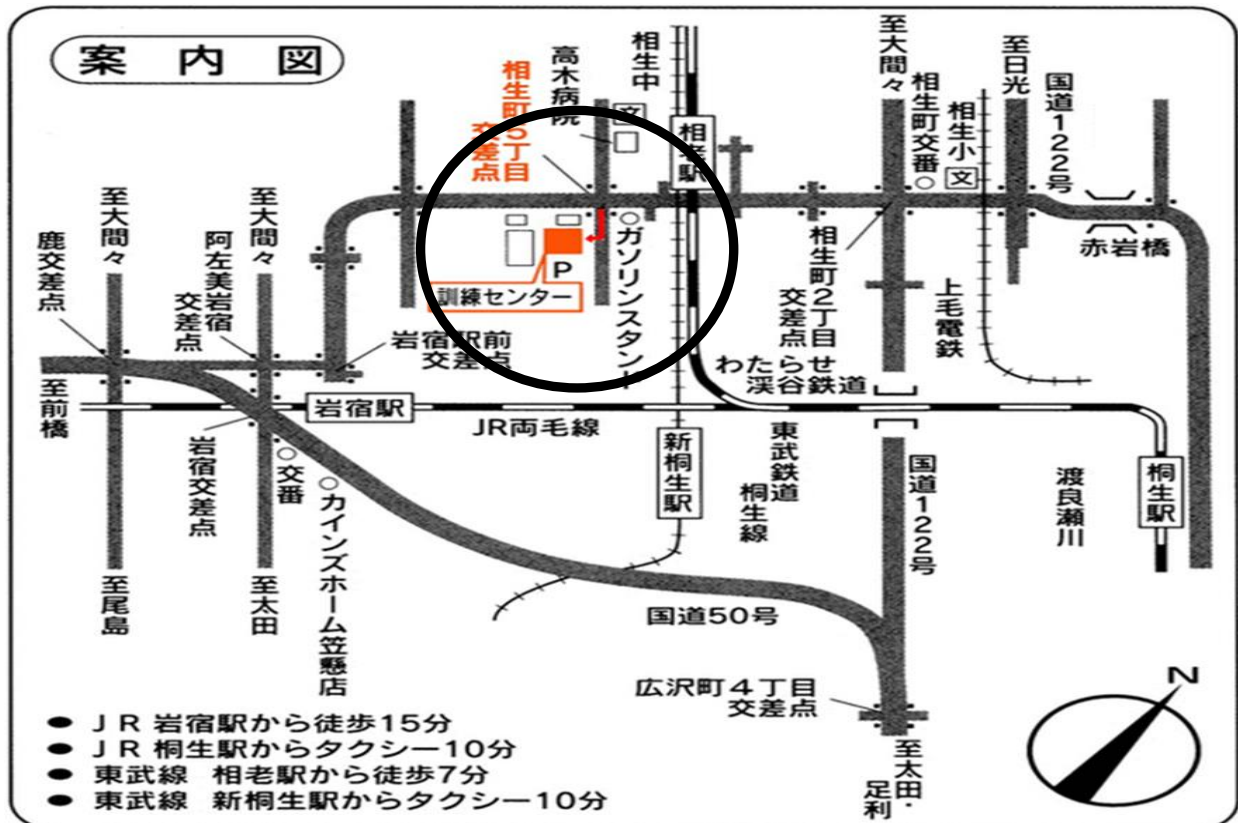 案内図
相生町5丁目
交差点
高木病院
文
相生中
相老駅
至大間々
相生町交番
相生小
文
至日光
国道122号
赤岩橋
至大間々
至大間々
鹿交差点
阿左美岩宿
交差点
P
訓練センター
ガソリンスタンド
岩宿駅前
交差点
相生町2丁目
交差点
上毛電鉄
わたらせ
渓谷鉄道
至前橋
岩宿駅
JR両毛線
岩宿交差点
交番
カインズホーム笠懸店
新桐生駅
東武鉄道
桐生線
国道122号
渡良瀬川
桐生駅
至尾島
至太田
国道50号
広沢町4丁目
交差点
至太田・
足利
N
● JR 岩宿駅から徒歩15分
● JR 桐生駅からタクシー10分
● 東武線 相老駅から徒歩7分
● 東武線 新桐生駅からタクシー10分